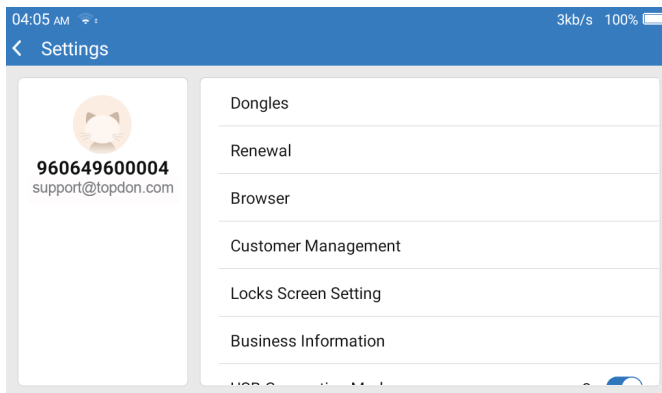 04:05 AM
3kb/s 100%
Settings
960649600004
support@topdon.com
Dongles
Renewal
Browser
Customer Management
Locks Screen Setting
Business Information